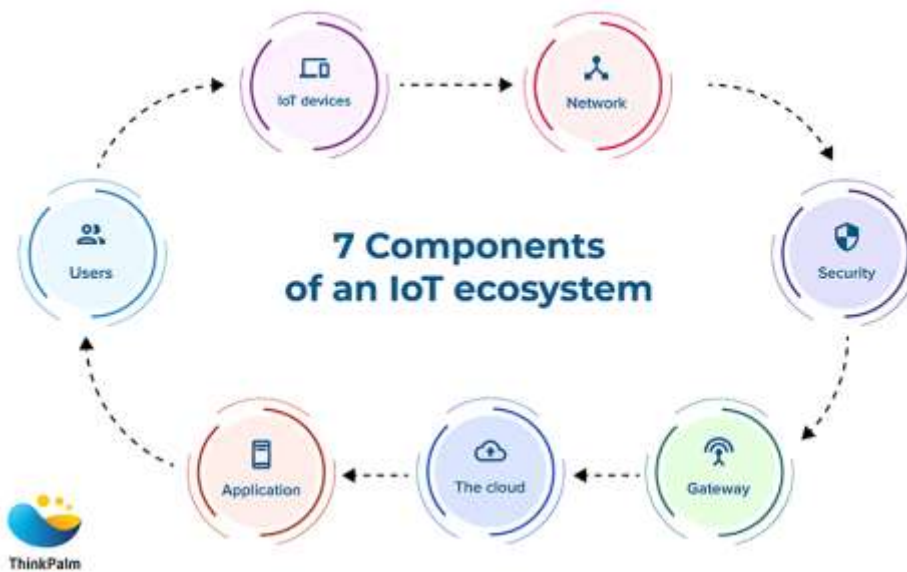 IoT devices
Network
Users
7 Components
of an IoT ecosystem
Security
Application
The cloud
Gateway
ThinkPalm